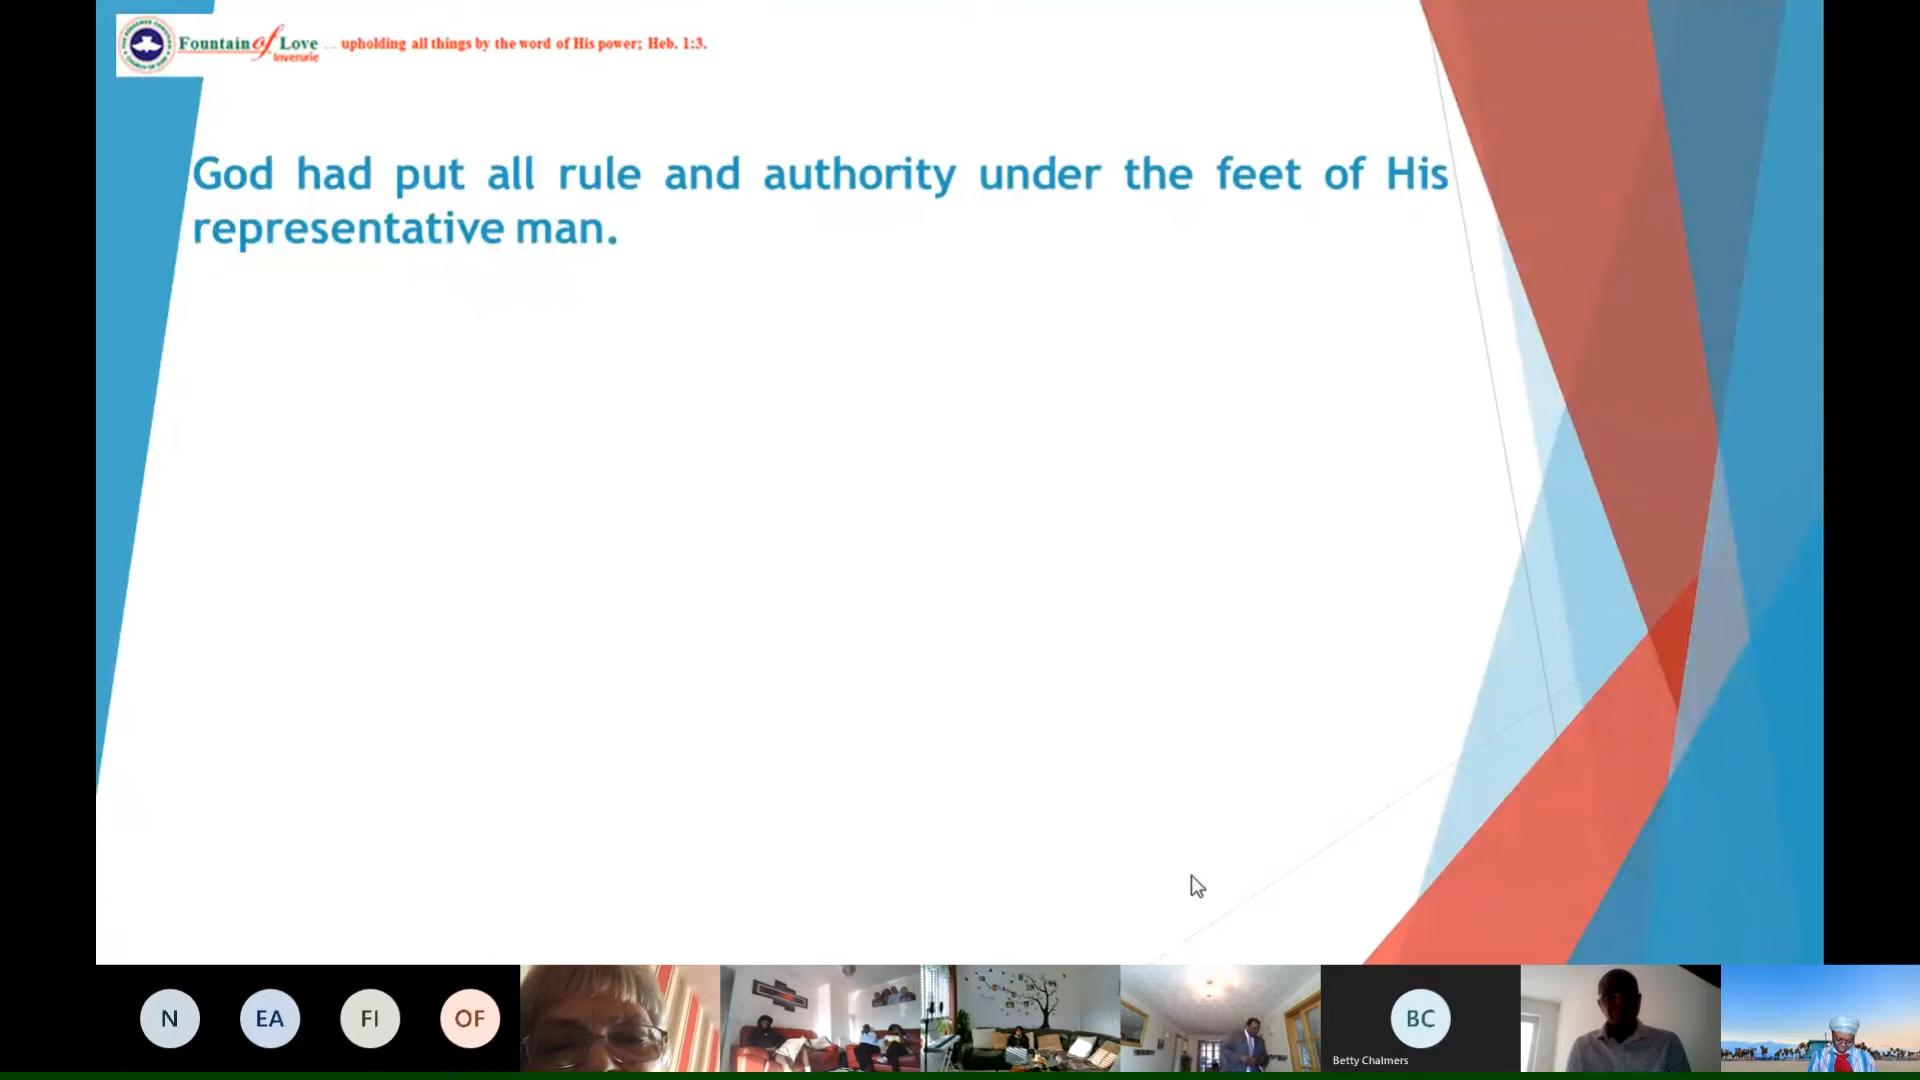 Fountain of Love ... upholding all things by the word of His power; Heb. 1:3.
Inverurie
God had put all rule and authority under the feet of His
representative man.
N EA FI OF BC
Betty Chalmers